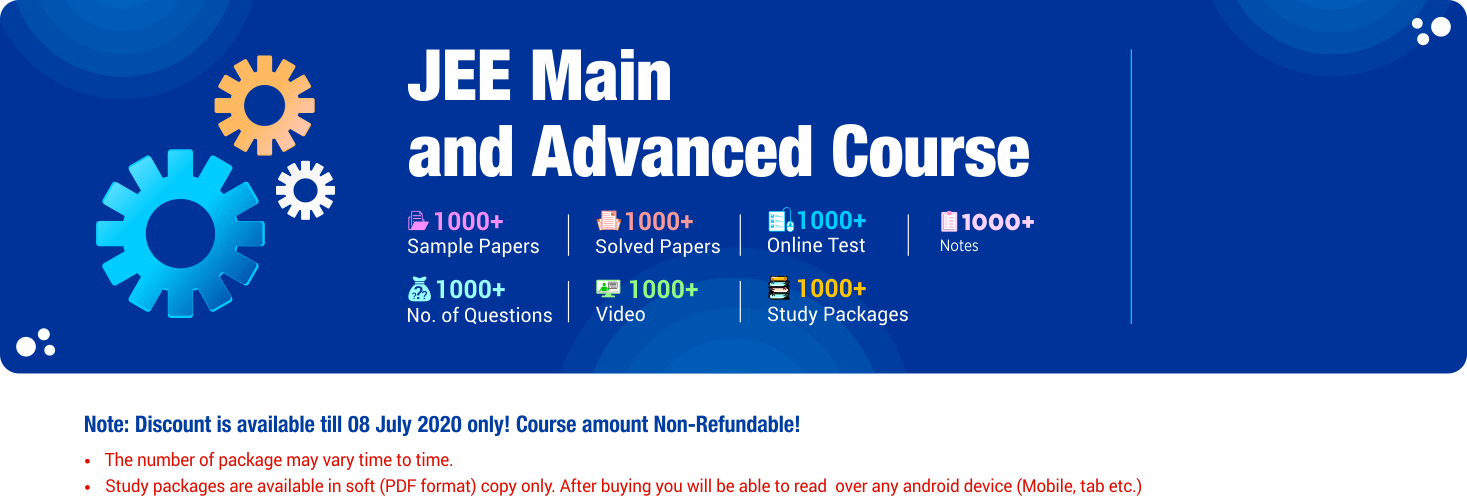 JEE Main
and Advanced Course
1000+ 1000+ 1000+ 1000+
Sample Papers Solved Papers Online Test Notes
1000+ 1000+ 1000+
No. of Questions Video Study Packages
Note: Discount is available till 08 July 2020 only! Course amount Non-Refundable!
• The number of package may vary time to time.
• Study packages are available in soft (PDF format) copy only. After buying you will be able to read over any android device (Mobile, tab etc.)